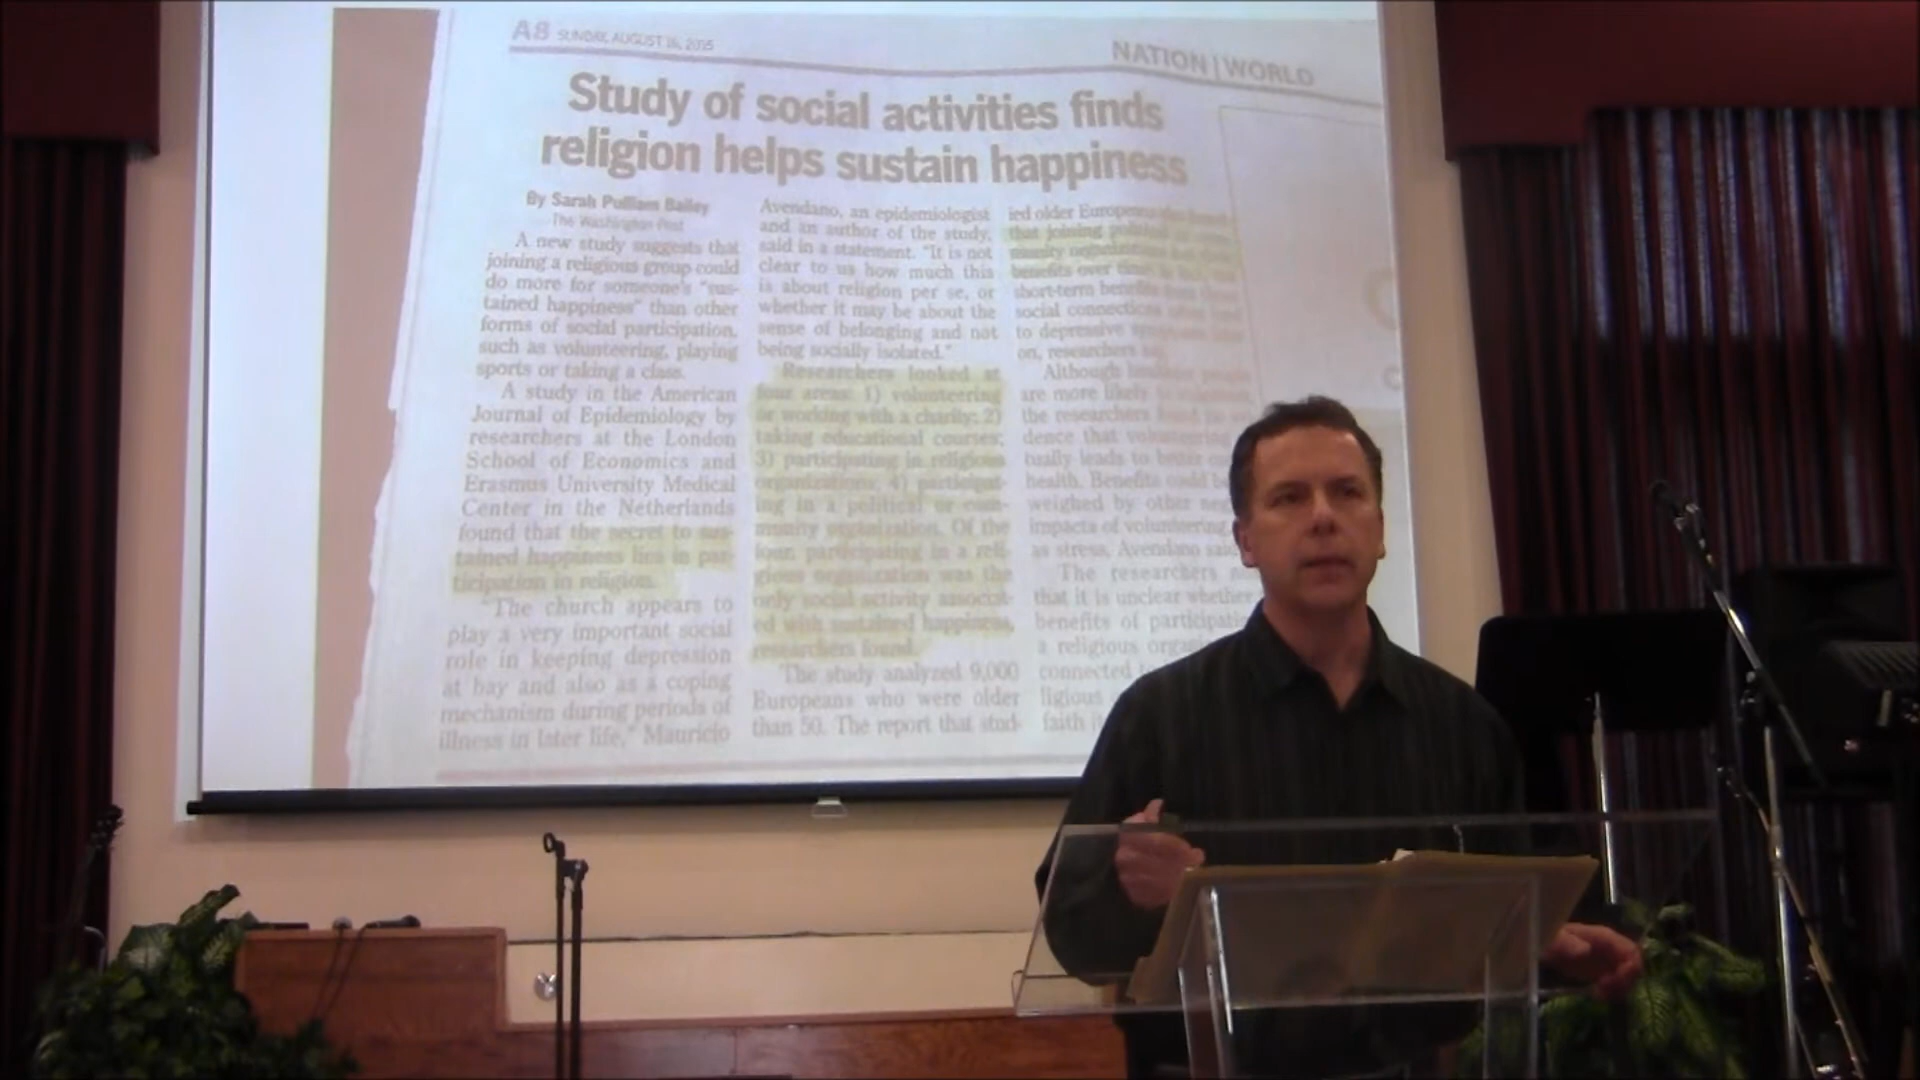 A8 SUNDAY, AUGUST 16, 2015
NATION | WORLD
Study of social activities finds
religion helps sustain happiness
By Sarah Pulliam Bailey
The Washington Post
A new study suggests that
joining a religious group could
do more for someone's "sus-
tained happiness" than other
forms of social participation,
such as volunteering, playing
sports or taking a class.
A study in the American
Journal of Epidemiology by
researchers at the London
School of Economics and
Erasmus University Medical
Center in the Netherlands
found that the secret to sus-
tained happiness lies in par-
ticipation in religion.
"The church appears to
play a very important social
role in keeping depression
at bay and also as a coping
mechanism during periods of
illness in later life," Mauricio
Avendano, an epidemiologist
and an author of the study,
said in a statement. "It is not
clear to us how much this
is about religion per se, or
whether it may be about the
sense of belonging and not
being socially isolated."
Researchers looked at
four areas: 1) volunteering
or working with a charity; 2)
taking educational courses;
3) participating in religious
organizations; 4) participat-
ing in a political or com-
munity organization. Of the
four, participating in a reli-
gious organization was the
only social activity associat-
ed with sustained happiness,
researchers found.
The study analyzed 9,000
Europeans who were older
than 50. The report that stud-
ied older Europeans
that joining
benefits over
short-term
social connections
to depressive
on, researchers
Although
are more likely
the researchers
dence that volunteering
tually leads to better
health. Benefits
weighed by other
impacts of volunteering,
as stress, Avendano said
The researchers
that it is unclear whether
benefits of
a religious
connected
ligious
faith